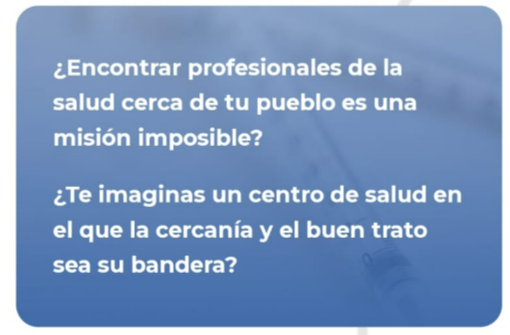 ¿Encontrar profesionales de la
salud cerca de tu pueblo es una
misión imposible?
¿Te imaginas un centro de salud en
el que la cercanía y el buen trato
sea su bandera?